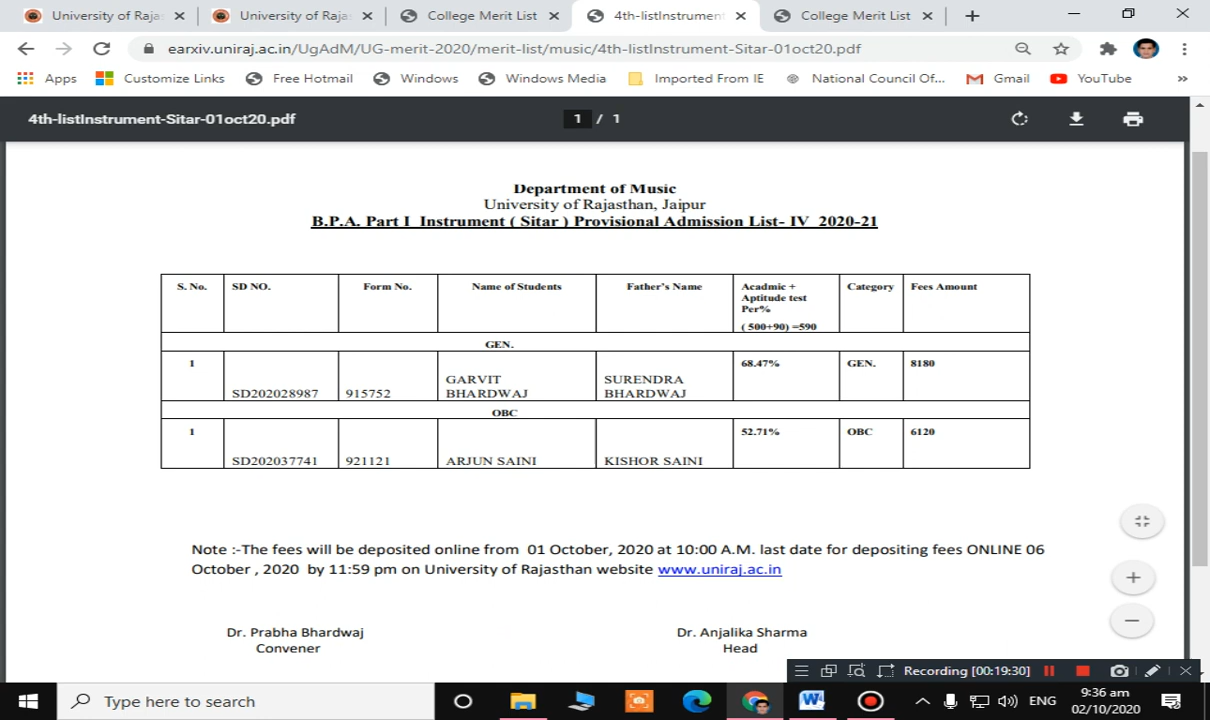 University of Rajas
University of Rajas
College Merit List
4th-listInstrument
College Merit List
earxiv.uniraj.ac.in/UgAdM/UG-merit-2020/merit-list/music/4th-listInstrument-Sitar-01oct20.pdf
Apps Customize Links Free Hotmail Windows Windows Media Imported From IE National Council Of... Gmail YouTube »
4th-listInstrument-Sitar-01oct20.pdf 1 / 1
Department of Music
University of Rajasthan, Jaipur
B.P.A. Part I Instrument ( Sitar ) Provisional Admission List- IV 2020-21
S. No. SD NO. Form No. Name of Students Father's Name Acadmic + Category Fees Amount
Aptitude test
Per%
( 500+90) =590
GEN.
1 68.47% GEN. 8180
GARVIT SURENDRA
SD202028987 915752 BHARDWAJ BHARDWAJ
OBC
1 52.71% OBC 6120
SD202037741 921121 ARJUN SAINI KISHOR SAINI
Note :-The fees will be deposited online from 01 October, 2020 at 10:00 A.M. last date for depositing fees ONLINE 06
October , 2020 by 11:59 pm on University of Rajasthan website www.uniraj.ac.in
Dr. Prabha Bhardwaj Dr. Anjalika Sharma
Convener Head
Recording [00:19:30]
Type here to search
ENG
9:36 am
02/10/2020